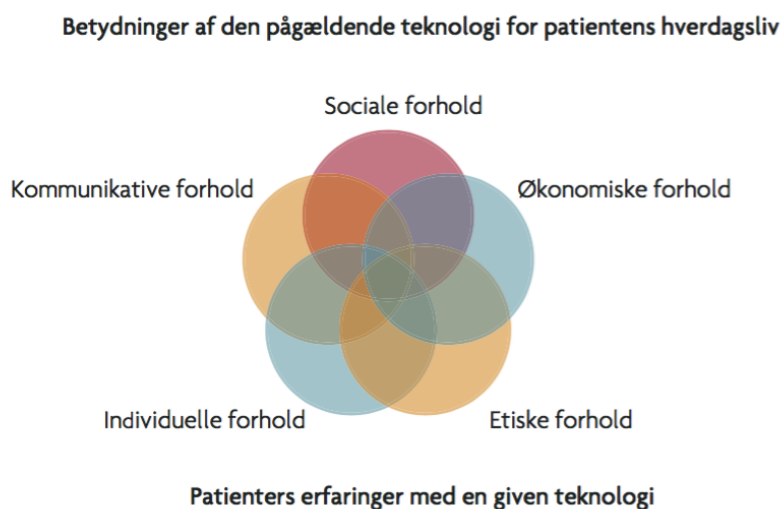 Betydninger af den pågældende teknologi for patientens hverdagsliv
Sociale forhold
Kommunikative forhold
Økonomiske forhold
Individuelle forhold
Etiske forhold
Patienters erfaringer med en given teknologi